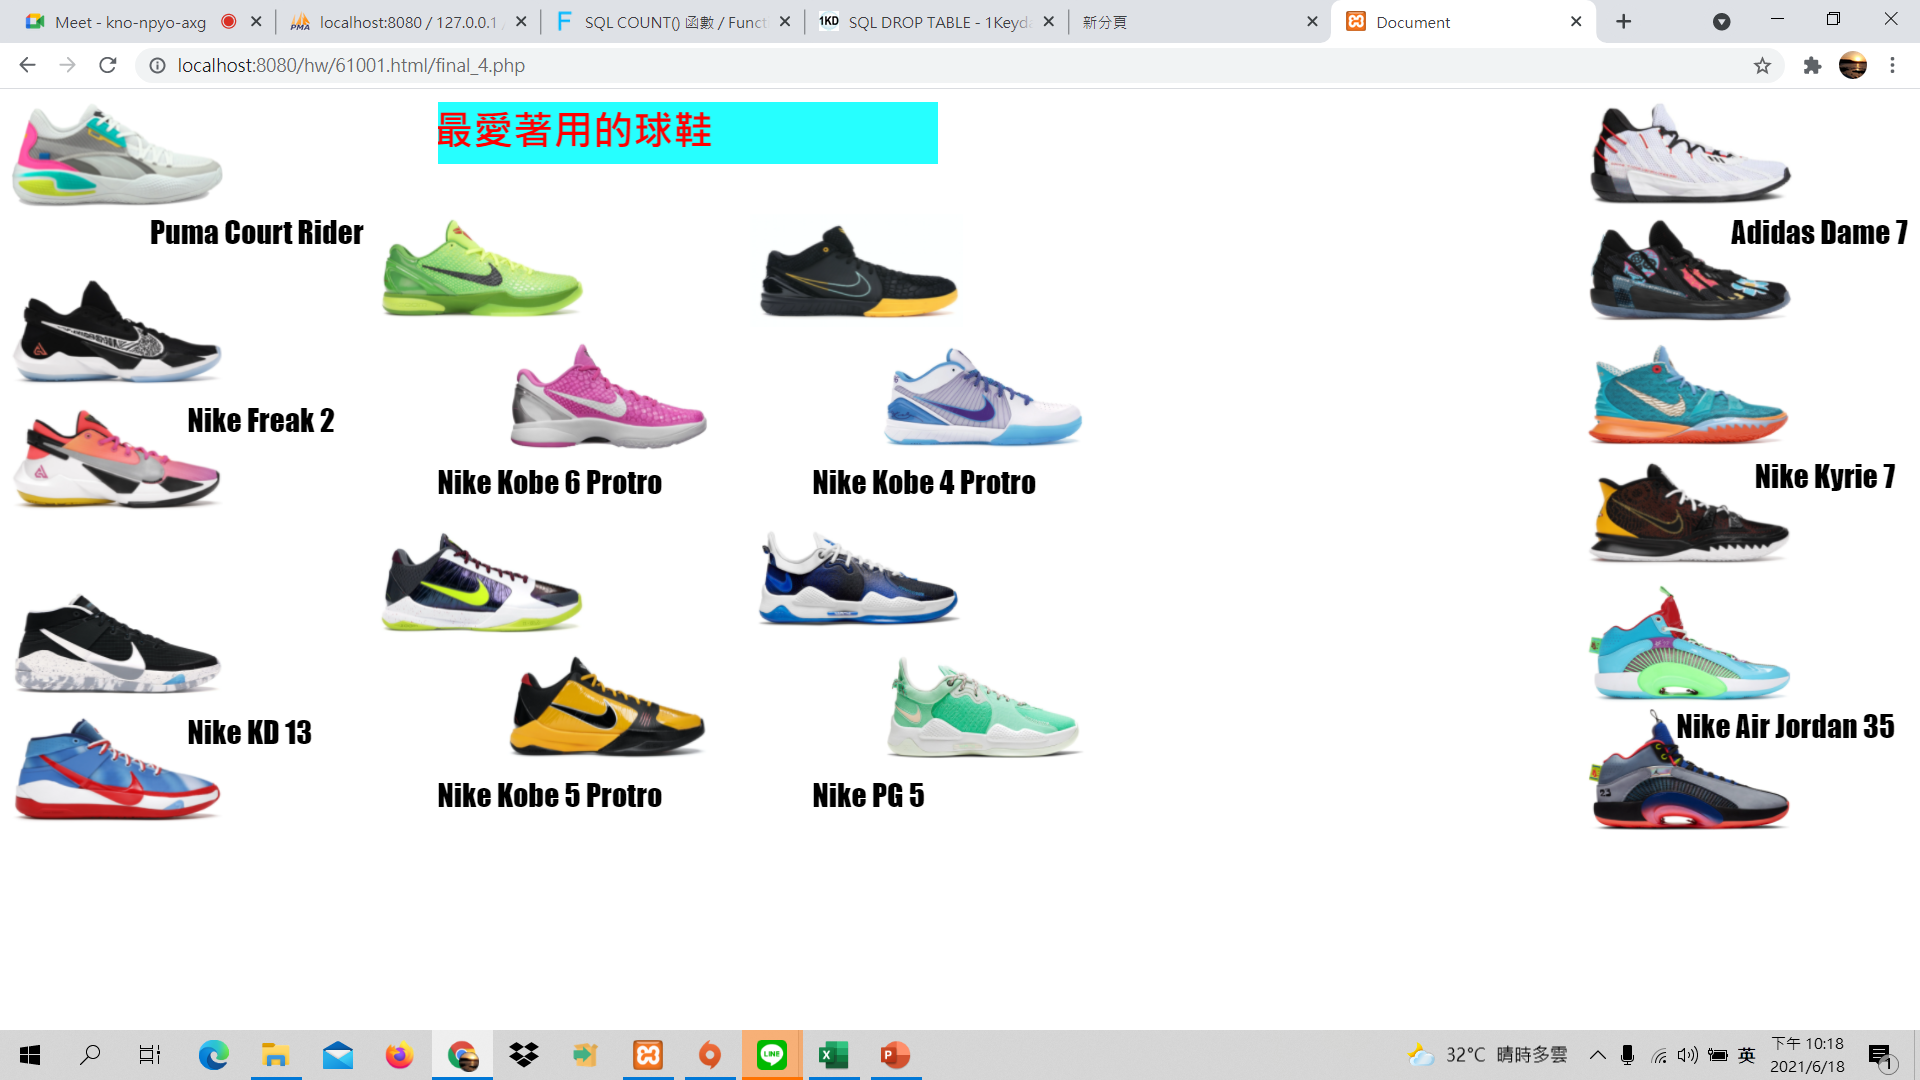 Meet - kno-npyo-axg
localhost:8080 / 127.0.0.1
SQL COUNT() 函數 / Funct
1KD
SQL DROP TABLE - 1Keyda
新分頁
Document
localhost:8080/hw/61001.html/final_4.php
最愛著用的球鞋
Puma Court Rider
Adidas Dame 7
Nike Freak 2
Nike Kobe 6 Protro
Nike Kobe 4 Protro
Nike Kyrie 7
Nike KD 13
Nike Air Jordan 35
Nike Kobe 5 Protro
Nike PG 5
32°C 晴時多雲
英
下午 10:18
2021/6/18
1